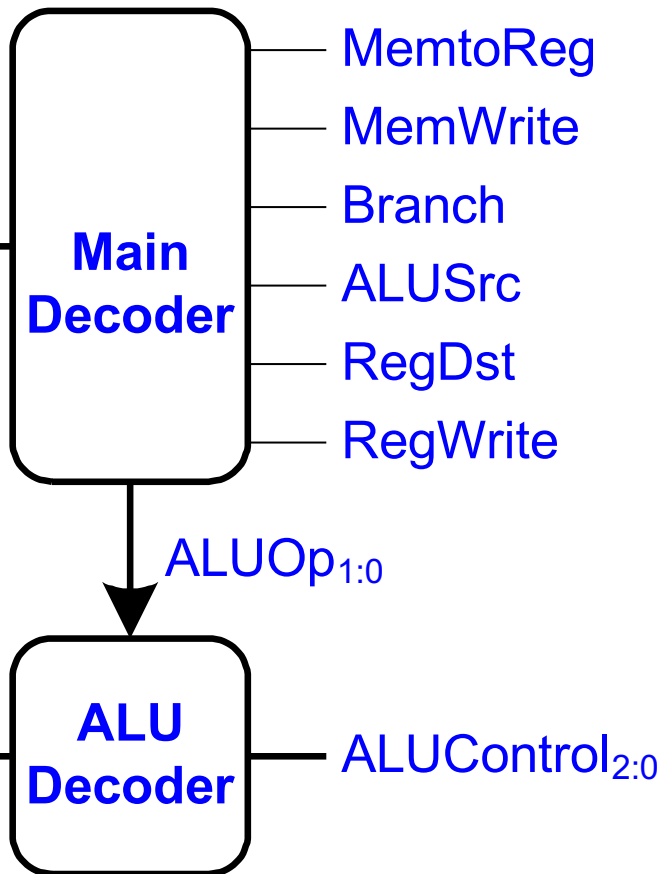 MemtoReg
MemWrite
Branch
Main
Decoder
ALUSrc
RegDst
RegWrite
ALUOp1:0
ALU
Decoder
ALUControl2:0